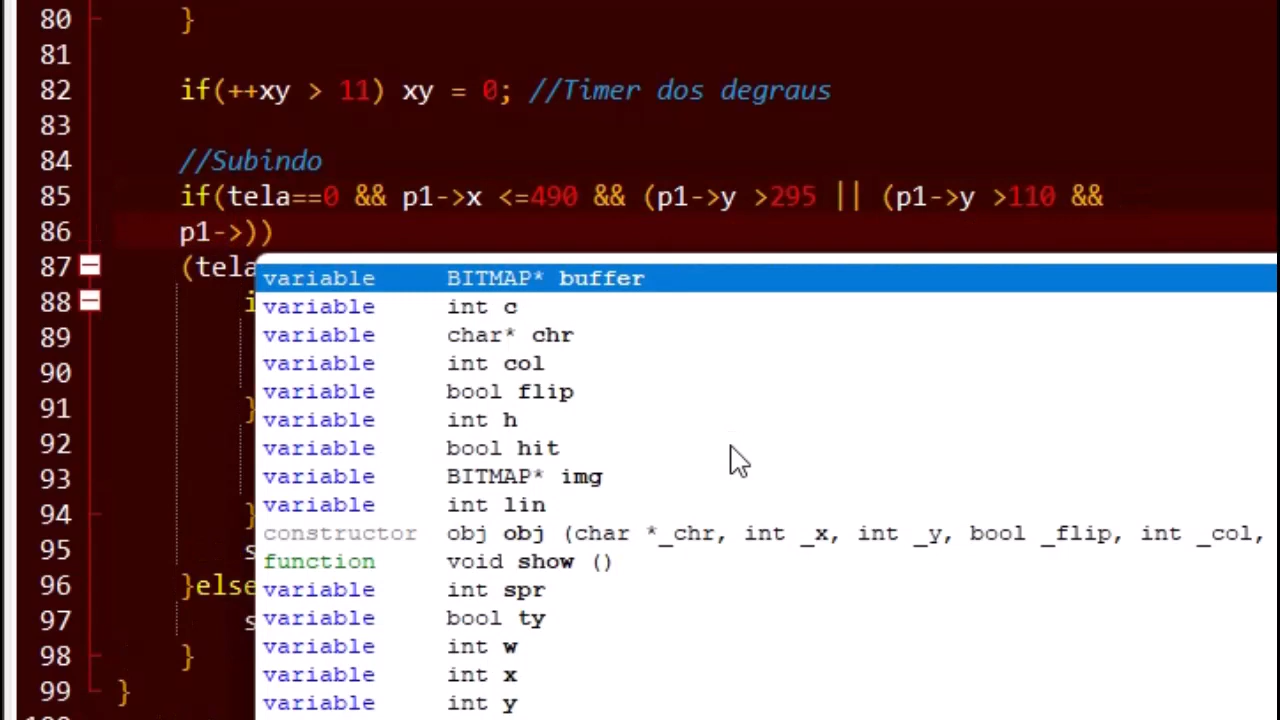 80 }
81
82 if(++xy > 11) xy = 0; //Timer dos degraus
83
84 //Subindo
85 if(tela==0 && p1->x <=490 && (p1->y >295 || (p1->y >110 &&
86 p1->))
87 (tela
88 i
89
90
91 }
92
93
94 }
95 s
96 }else
97 s
98 }
99 }
variable BITMAP* buffer
variable int c
variable char* chr
variable int col
variable bool flip
variable int h
variable bool hit
variable BITMAP* img
variable int lin
constructor obj obj (char *_chr, int _x, int _y, bool _flip, int _col,
function void show ()
variable int spr
variable bool ty
variable int w
variable int x
variable int y